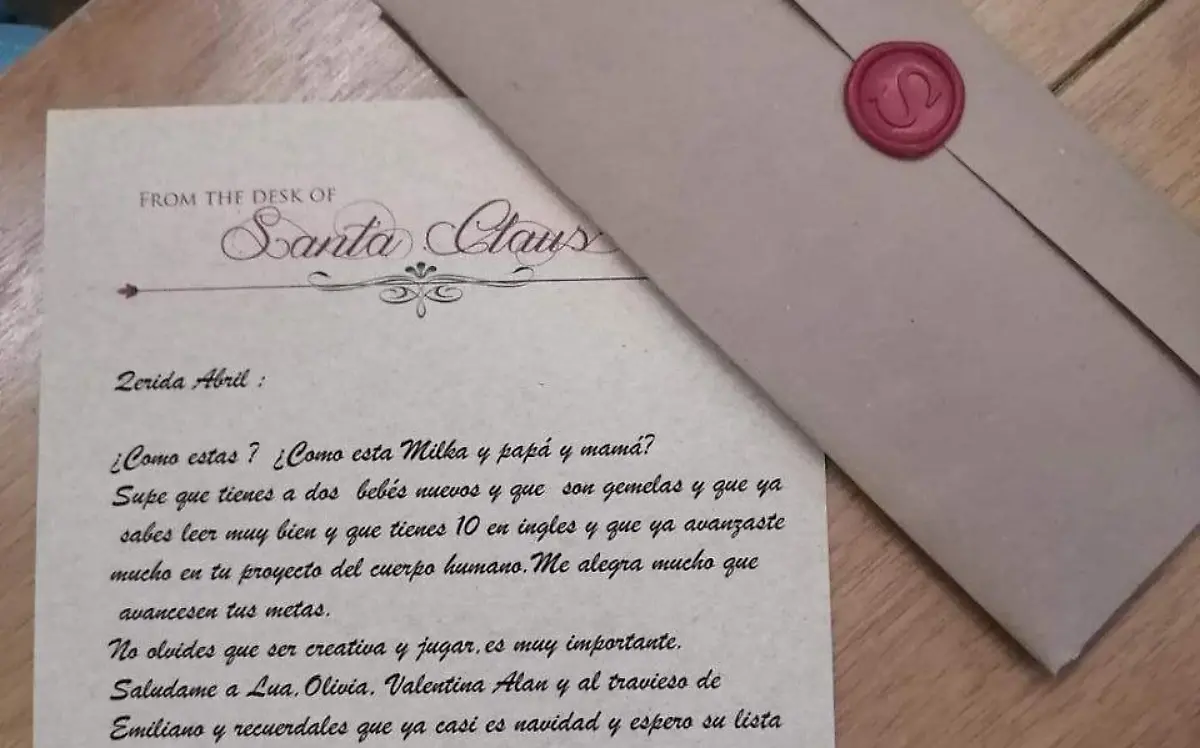 FROM THE DESK OF
Santa Claus
Qerida Abril :
¿Como estas ? ¿Como esta Milka y papá y mamá?
Supe que tienes a dos bebés nuevos y que son gemelas y que ya
sabes leer muy bien y que tienes 10 en ingles y que ya avanzaste
mucho en tu proyecto del cuerpo humano.Me alegra mucho que
avancesen tus metas.
No olvides que ser creativa y jugar,es muy importante.
Saludame a Lua, Olivia, Valentina Alan y al travieso de
Emiliano y recuerdales que ya casi es navidad y espero su lista
S